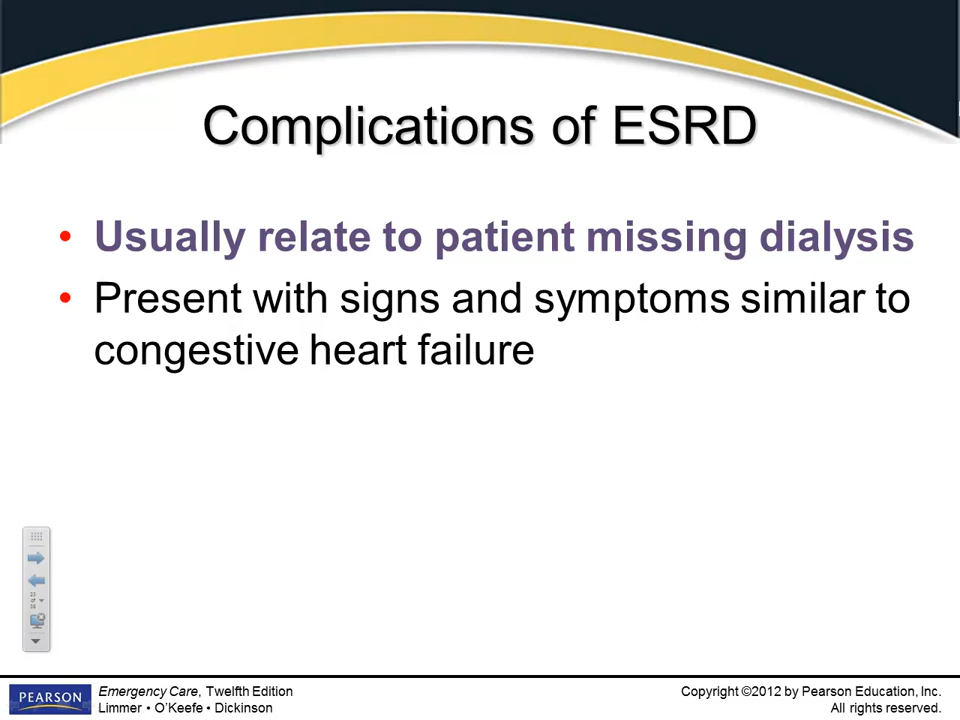 Complications of ESRD
• Usually relate to patient missing dialysis
• Present with signs and symptoms similar to
congestive heart failure
PEARSON
Emergency Care, Twelfth Edition
Limmer • O'Keefe • Dickinson
Copyright ©2012 by Pearson Education, Inc.
All rights reserved.